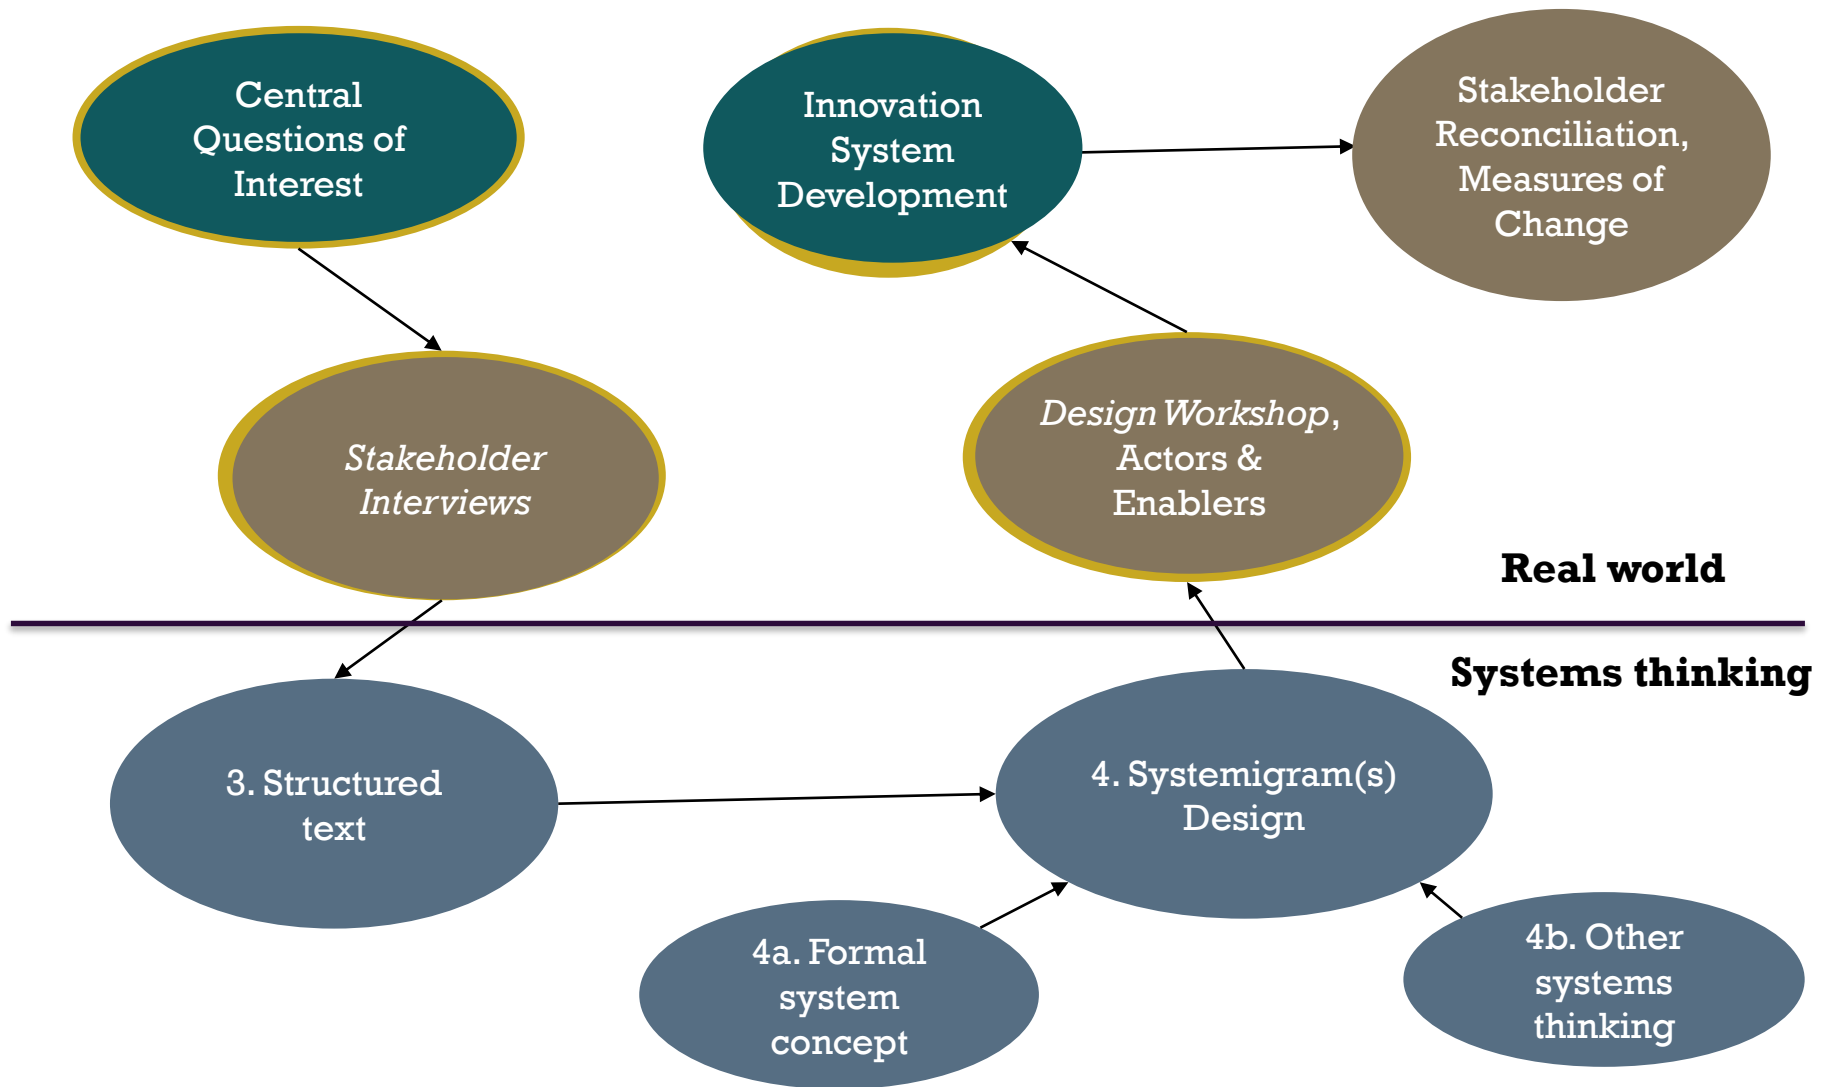 Central
Questions of
Interest
Innovation
System
Development
Stakeholder
Reconciliation,
Measures of
Change
Stakeholder
Interviews
Design Workshop,
Actors &
Enablers
Real world
Systems thinking
3. Structured
text
4. Systemigram(s)
Design
4a. Formal
system
concept
4b. Other
systems
thinking